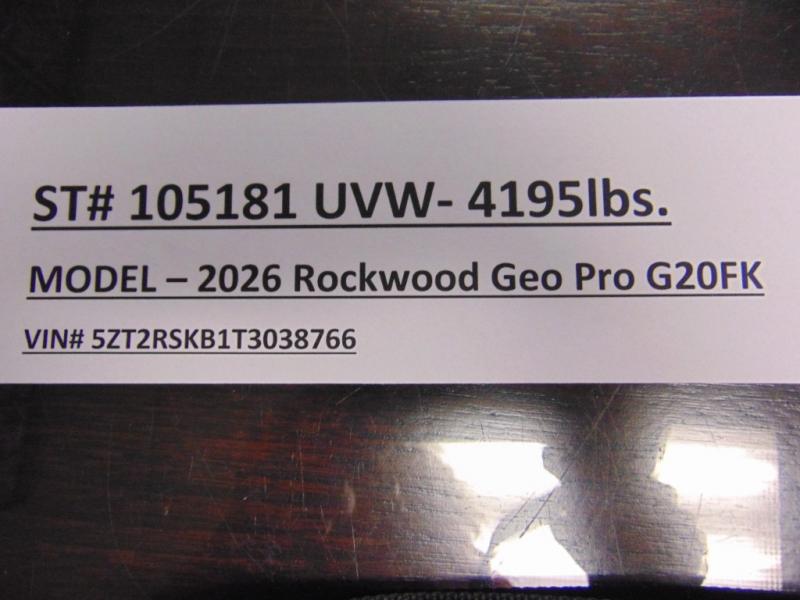 ST# 105181 UVW- 4195lbs.
MODEL – 2026 Rockwood Geo Pro G20FK
VIN# 5ZT2RSKB1T3038766